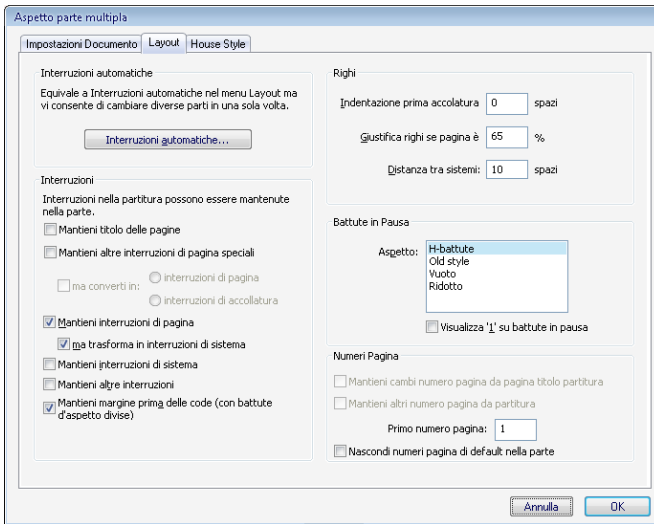 Aspetto parte multipla
Impostazioni Documento
Layout
House Style
Interruzioni automatiche
Equivale a Interruzioni automatiche nel menu Layout ma
vi consente di cambiare diverse parti in una sola volta.
Interruzioni automatiche...
Interruzioni
Interruzioni nella partitura possono essere mantenute
nella parte.
Mantieni titolo delle pagine
Mantieni altre interruzioni di pagina speciali
ma converti in:
interruzioni di pagina
interruzioni di accollatura
Mantieni interruzioni di pagina
ma trasforma in interruzioni di sistema
Mantieni interruzioni di sistema
Mantieni altre interruzioni
Mantieni margine prima delle code (con battute
d'aspetto divise)
Righi
Indentazione prima accolatura 0 spazi
Giustifica righi se pagina è 65 %
Distanza tra sistemi: 10 spazi
Battute in Pausa
Aspetto:
H-battute
Old style
Vuoto
Ridotto
Visualizza '1' su battute in pausa
Numeri Pagina
Mantieni cambi numero pagina da pagina titolo partitura
Mantieni altri numero pagina da partitura
Primo numero pagina: 1
Nascondi numeri pagina di default nella parte
Annulla
OK